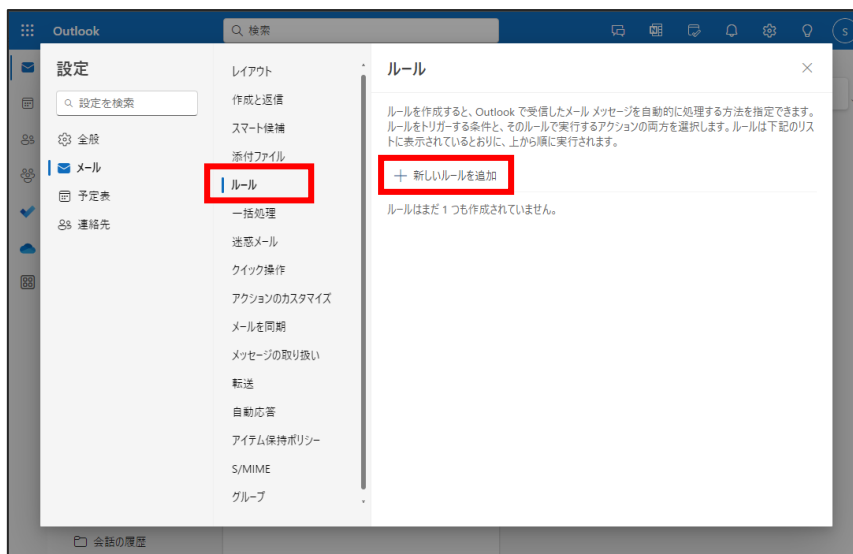 Outlook
検索
S
設定
設定を検索
全般
メール
予定表
連絡先
レイアウト
作成と返信
スマート候補
添付ファイル
ルール
一括処理
迷惑メール
クイック操作
アクションのカスタマイズ
メールを同期
メッセージの取り扱い
転送
自動応答
アイテム保持ポリシー
S/MIME
グループ
ルール
ルールを作成すると、Outlook で受信したメール メッセージを自動的に処理する方法を指定できます。
ルールをトリガーする条件と、そのルールで実行するアクションの両方を選択します。ルールは下記のリス
トに表示されているとおりに、上から順に実行されます。
新しいルールを追加
ルールはまだ 1 つも作成されていません。
会話の履歴